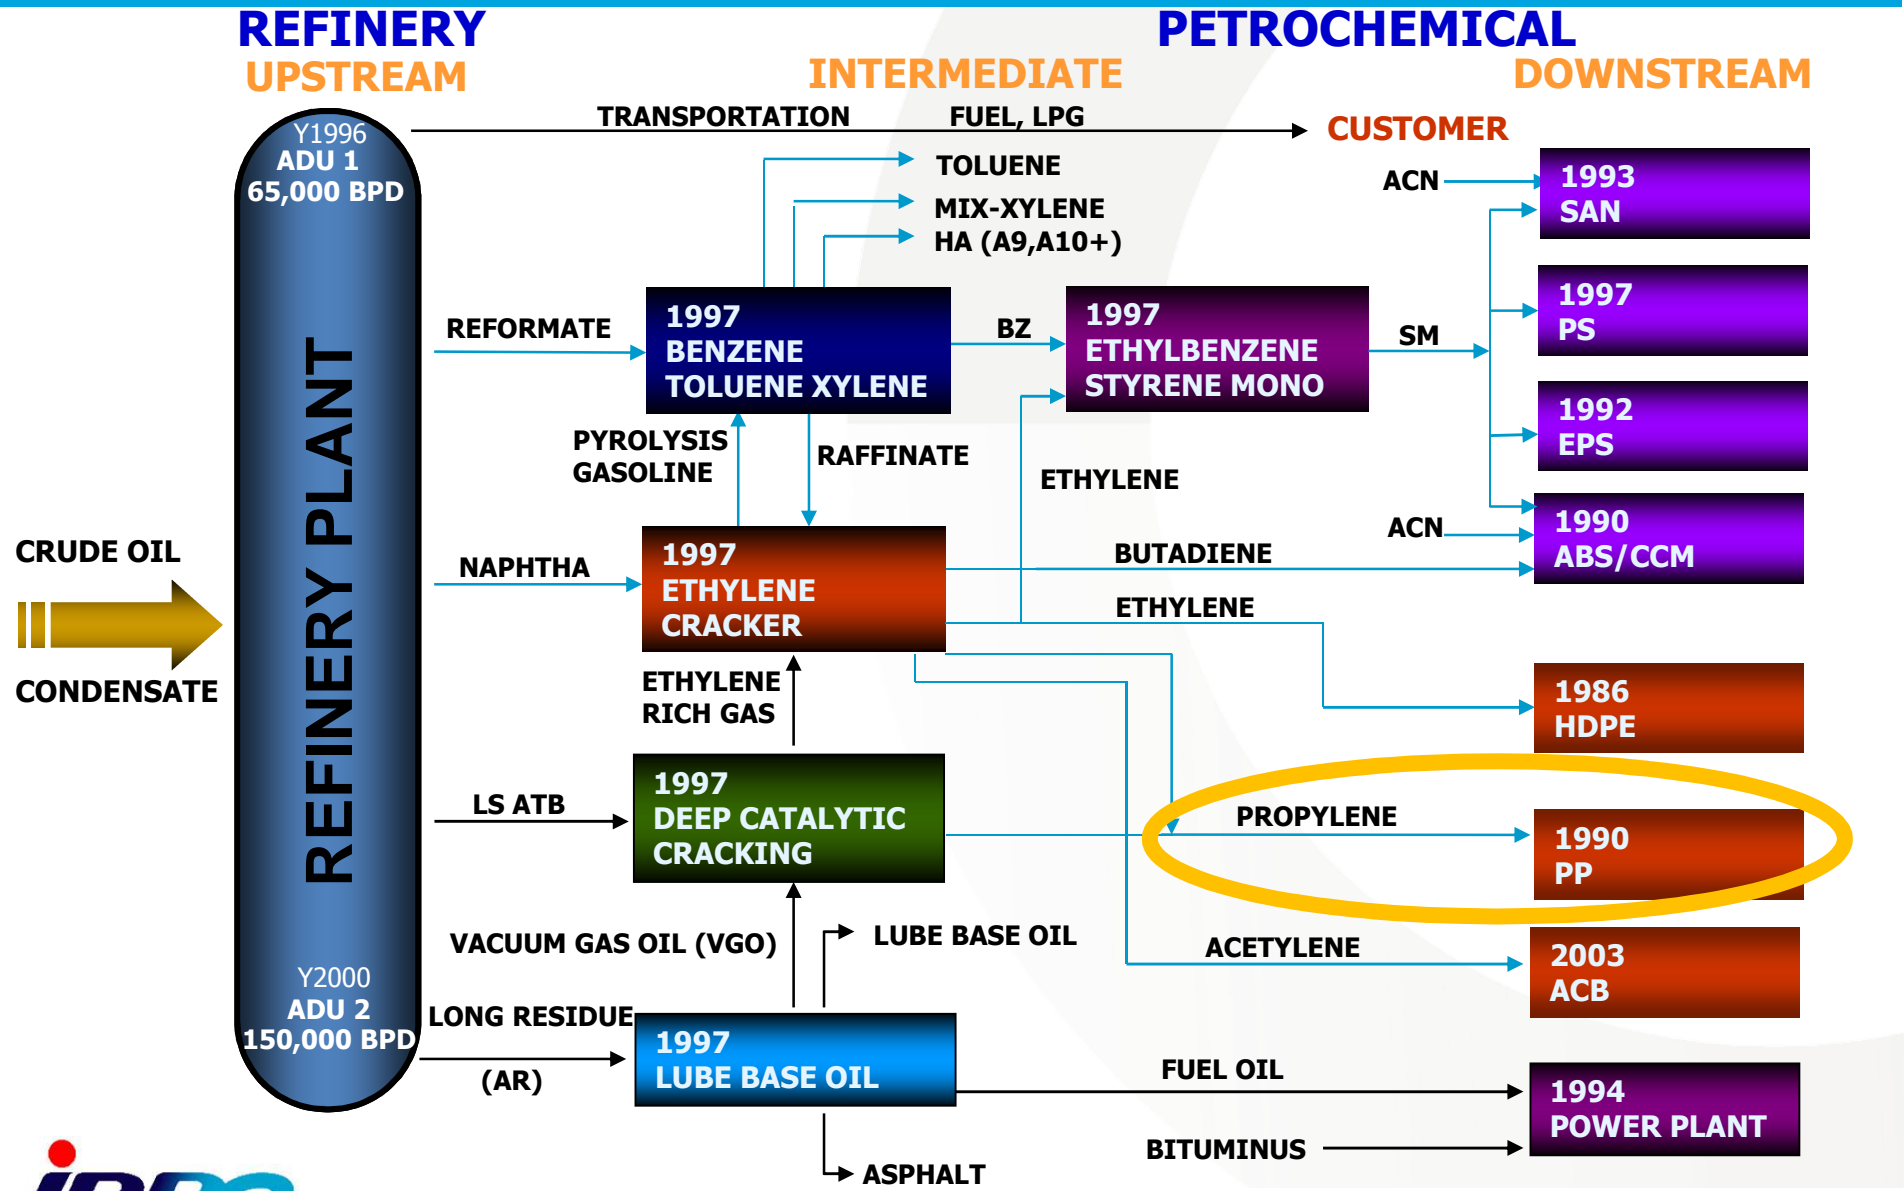 REFINERY
PETROCHEMICAL
UPSTREAM
INTERMEDIATE
DOWNSTREAM
TRANSPORTATION
FUEL, LPG
CUSTOMER
Y1996
ADU 1
65,000 BPD
TOLUENE
MIX-XYLENE
HA (A9,A10+)
ACN
1993
SAN
REFORMATE
1997
BENZENE
TOLUENE XYLENE
BZ
1997
ETHYLBENZENE
STYRENE MONO
SM
1997
PS
PYROLYSIS
GASOLINE
RAFFINATE
ETHYLENE
1992
EPS
CRUDE OIL
CONDENSATE
REFINERY PLANT
NAPHTHA
1997
ETHYLENE
CRACKER
BUTADIENE
ACN
1990
ABS/CCM
ETHYLENE
ETHYLENE
RICH GAS
1986
HDPE
LS ATB
1997
DEEP CATALYTIC
CRACKING
PROPYLENE
1990
PP
VACUUM GAS OIL (VGO)
LUBE BASE OIL
ACETYLENE
2003
ACB
Y2000
ADU 2
150,000 BPD
LONG RESIDUE
(AR)
1997
LUBE BASE OIL
FUEL OIL
1994
POWER PLANT
BITUMINUS
ASPHALT